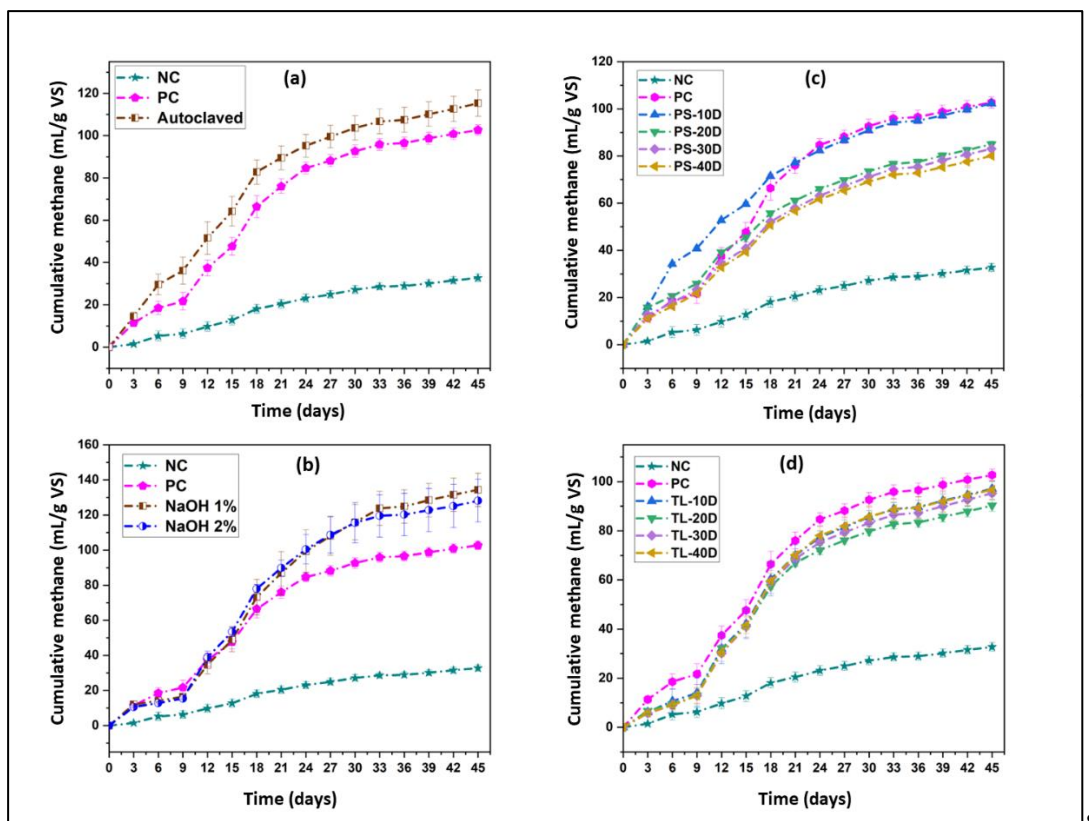 (a)
NC
PC
Autoclaved
Cumulative methane (mL/g VS)
120
100
80
60
40
20
0
0 3 6 9 12 15 18 21 24 27 30 33 36 39 42 45
Time (days)
(c)
NC
PC
PS-10D
PS-20D
PS-30D
PS-40D
Cumulative methane (mL/g VS)
120
100
80
60
40
20
0
0 3 6 9 12 15 18 21 24 27 30 33 36 39 42 45
Time (days)
(b)
NC
PC
NaOH 1%
NaOH 2%
Cumulative methane (mL/g VS)
160
140
120
100
80
60
40
20
0
0 3 6 9 12 15 18 21 24 27 30 33 36 39 42 45
Time (days)
(d)
NC
PC
TL-10D
TL-20D
TL-30D
TL-40D
Cumulative methane (mL/g VS)
120
100
80
60
40
20
0
0 3 6 9 12 15 18 21 24 27 30 33 36 39 42 45
Time (days)